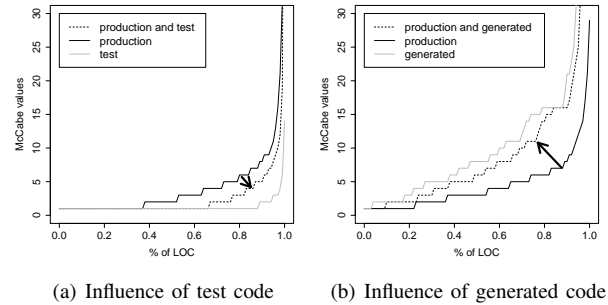 production and test
production
test
McCabe values
0 5 10 15 20 25 30
0.0 0.2 0.4 0.6 0.8 1.0
% of LOC
(a) Influence of test code
production and generated
production
generated
McCabe values
0 5 10 15 20 25 30
0.0 0.2 0.4 0.6 0.8 1.0
% of LOC
(b) Influence of generated code